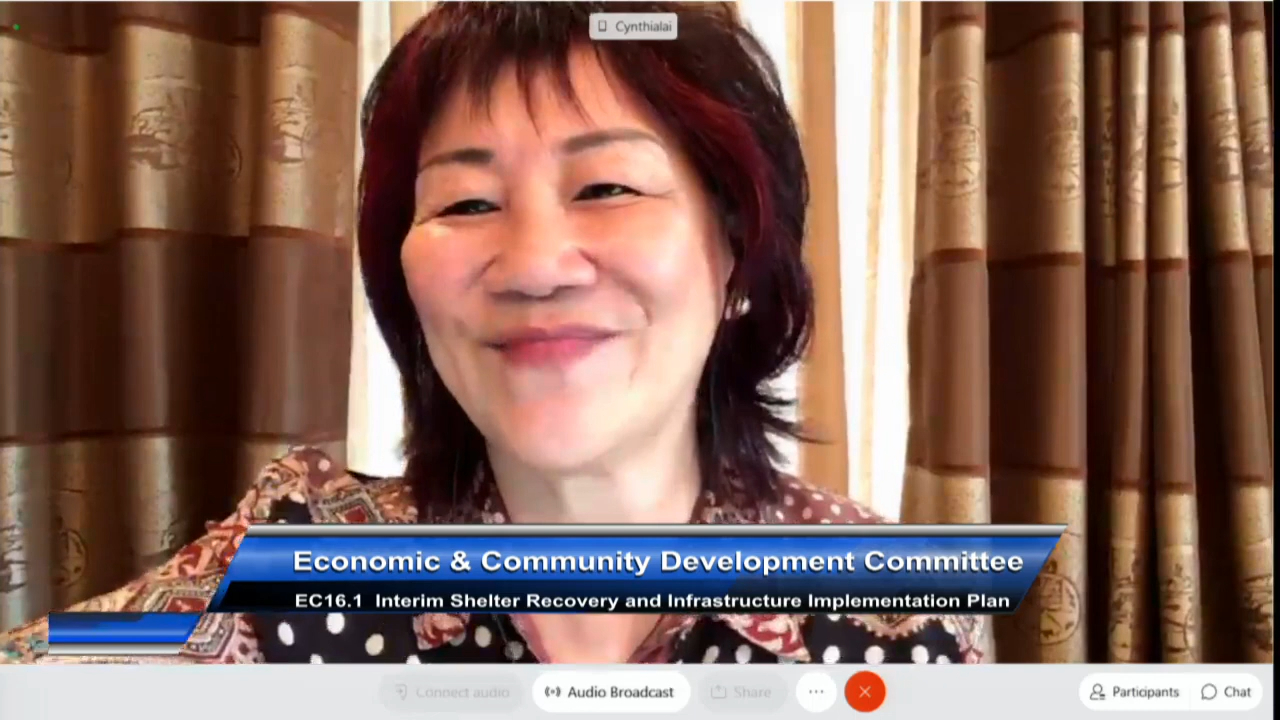 Cynthialai
Economic & Community Development Committee
EC16.1 Interim Shelter Recovery and Infrastructure Implementation Plan
Connect audio
Audio Broadcast
Share
Participants
Chat